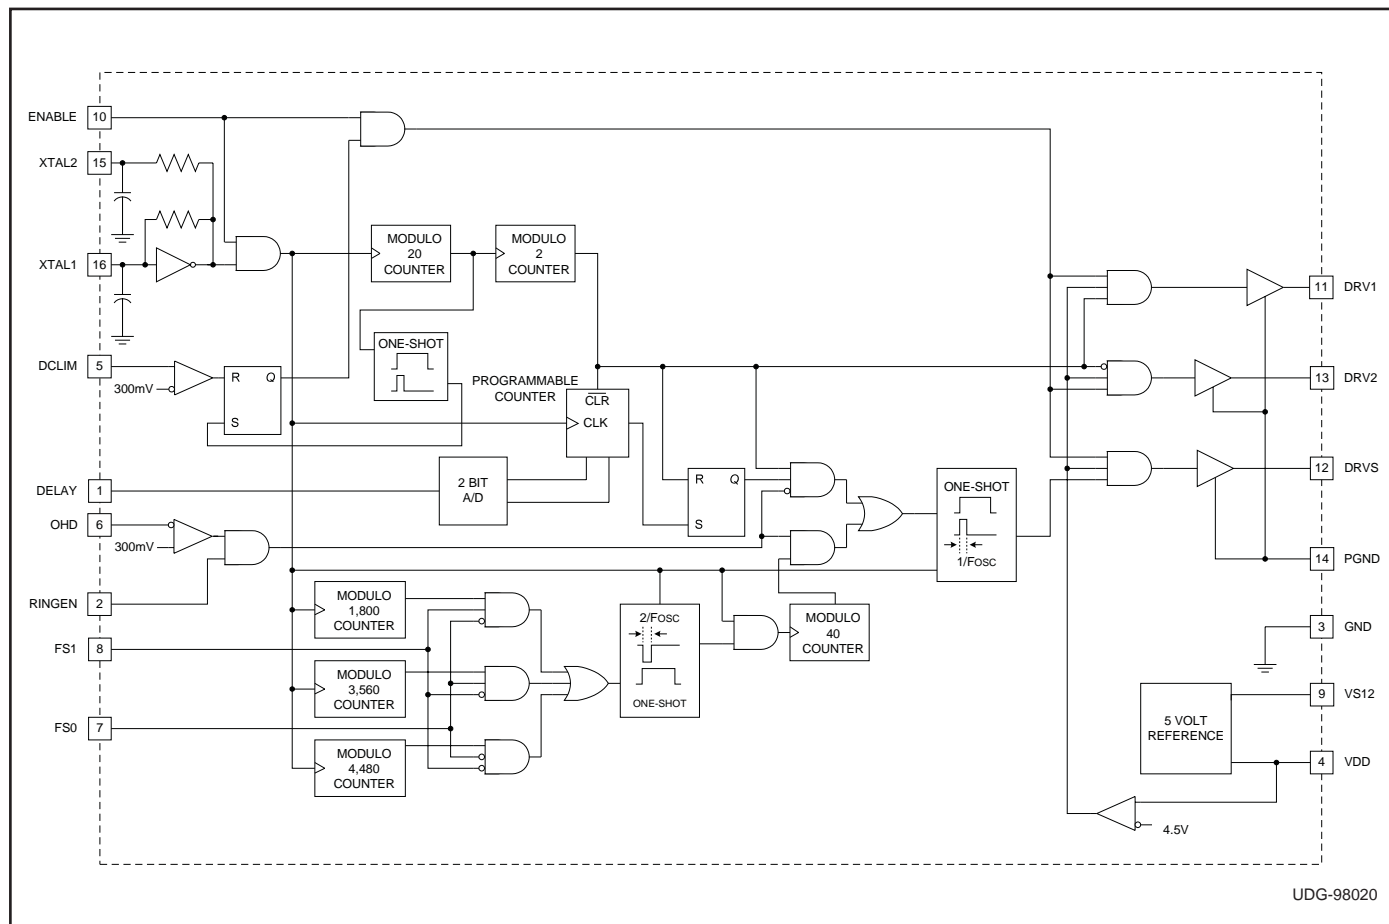 ENABLE
10
XTAL2
15
XTAL1
16
DCLIM
5
300mV
R
Q
S
DELAY
1
OHD
6
300mV
RINGEN
2
FS1
8
FS0
7
MODULO
20
COUNTER
MODULO
2
COUNTER
ONE-SHOT
PROGRAMMABLE
COUNTER
CLR
CLK
2 BIT
A/D
R
Q
S
ONE-SHOT
1/FOSC
MODULO
1,800
COUNTER
MODULO
3,560
COUNTER
MODULO
4,480
COUNTER
2/FOSC
ONE-SHOT
MODULO
40
COUNTER
11
DRV1
13
DRV2
12
DRVS
14
PGND
3
GND
9
VS12
5 VOLT
REFERENCE
4
VDD
4.5V
UDG-98020